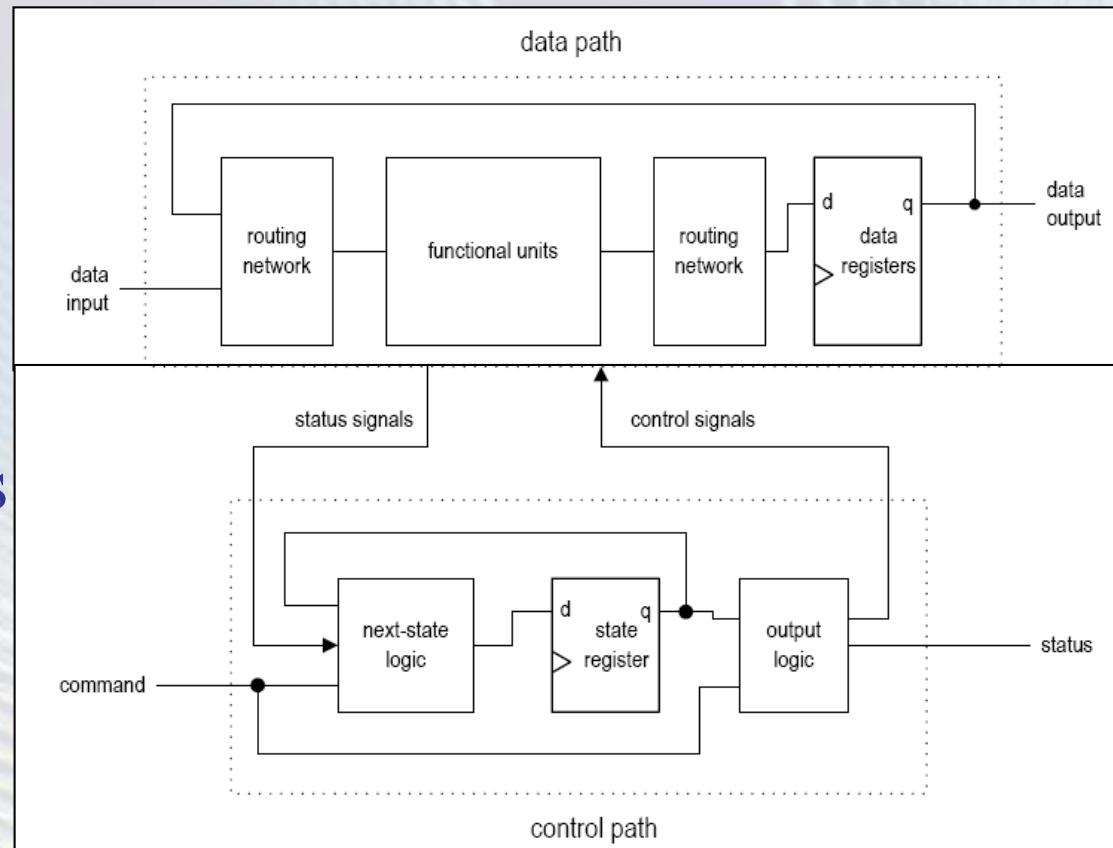 data path
routing
network
functional units
routing
network
d
q
data
registers
data
output
data
input
status signals
control signals
s
next-state
logic
d
q
state
register
output
logic
status
command
control path